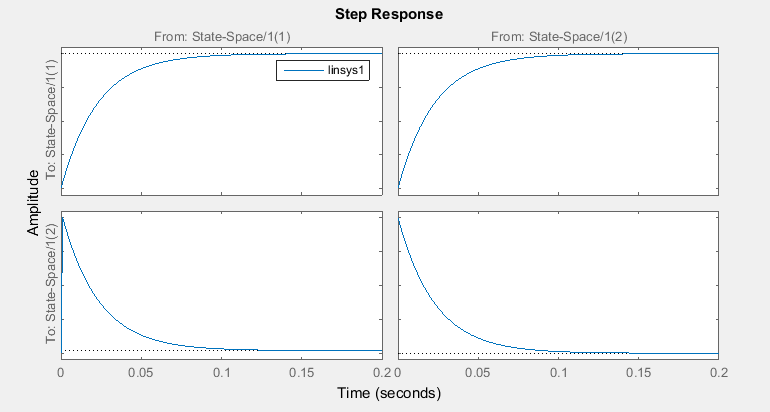 Step Response
From: State-Space/1(1)
From: State-Space/1(2)
To: State-Space/1(1)
linsys1
Amplitude
To: State-Space/1(2)
0 0.05 0.1 0.15 0.2
0 0.05 0.1 0.15 0.2
Time (seconds)